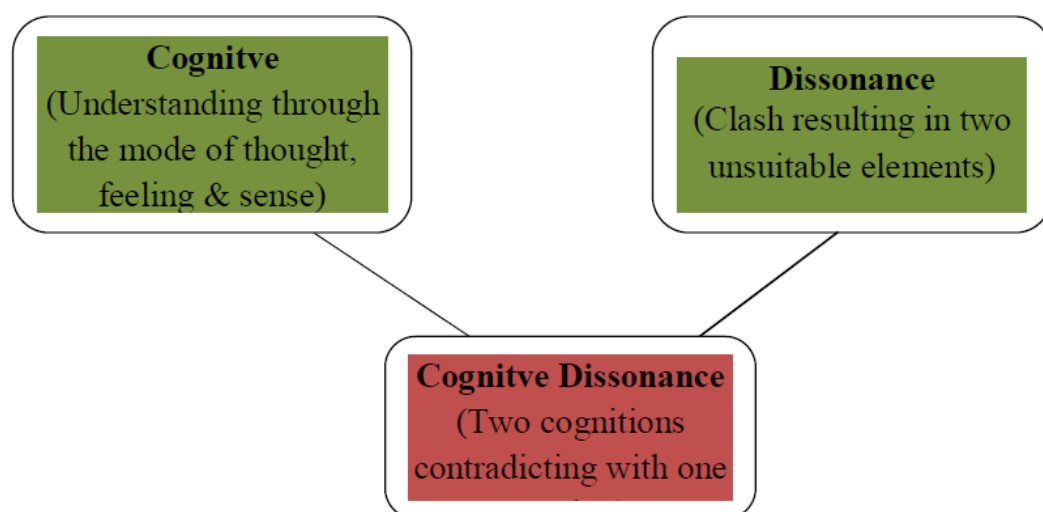 Cognitve
(Understanding through
the mode of thought,
feeling & sense)
Dissonance
(Clash resulting in two
unsuitable elements)
Cognitve Dissonance
(Two cognitions
contradicting with one